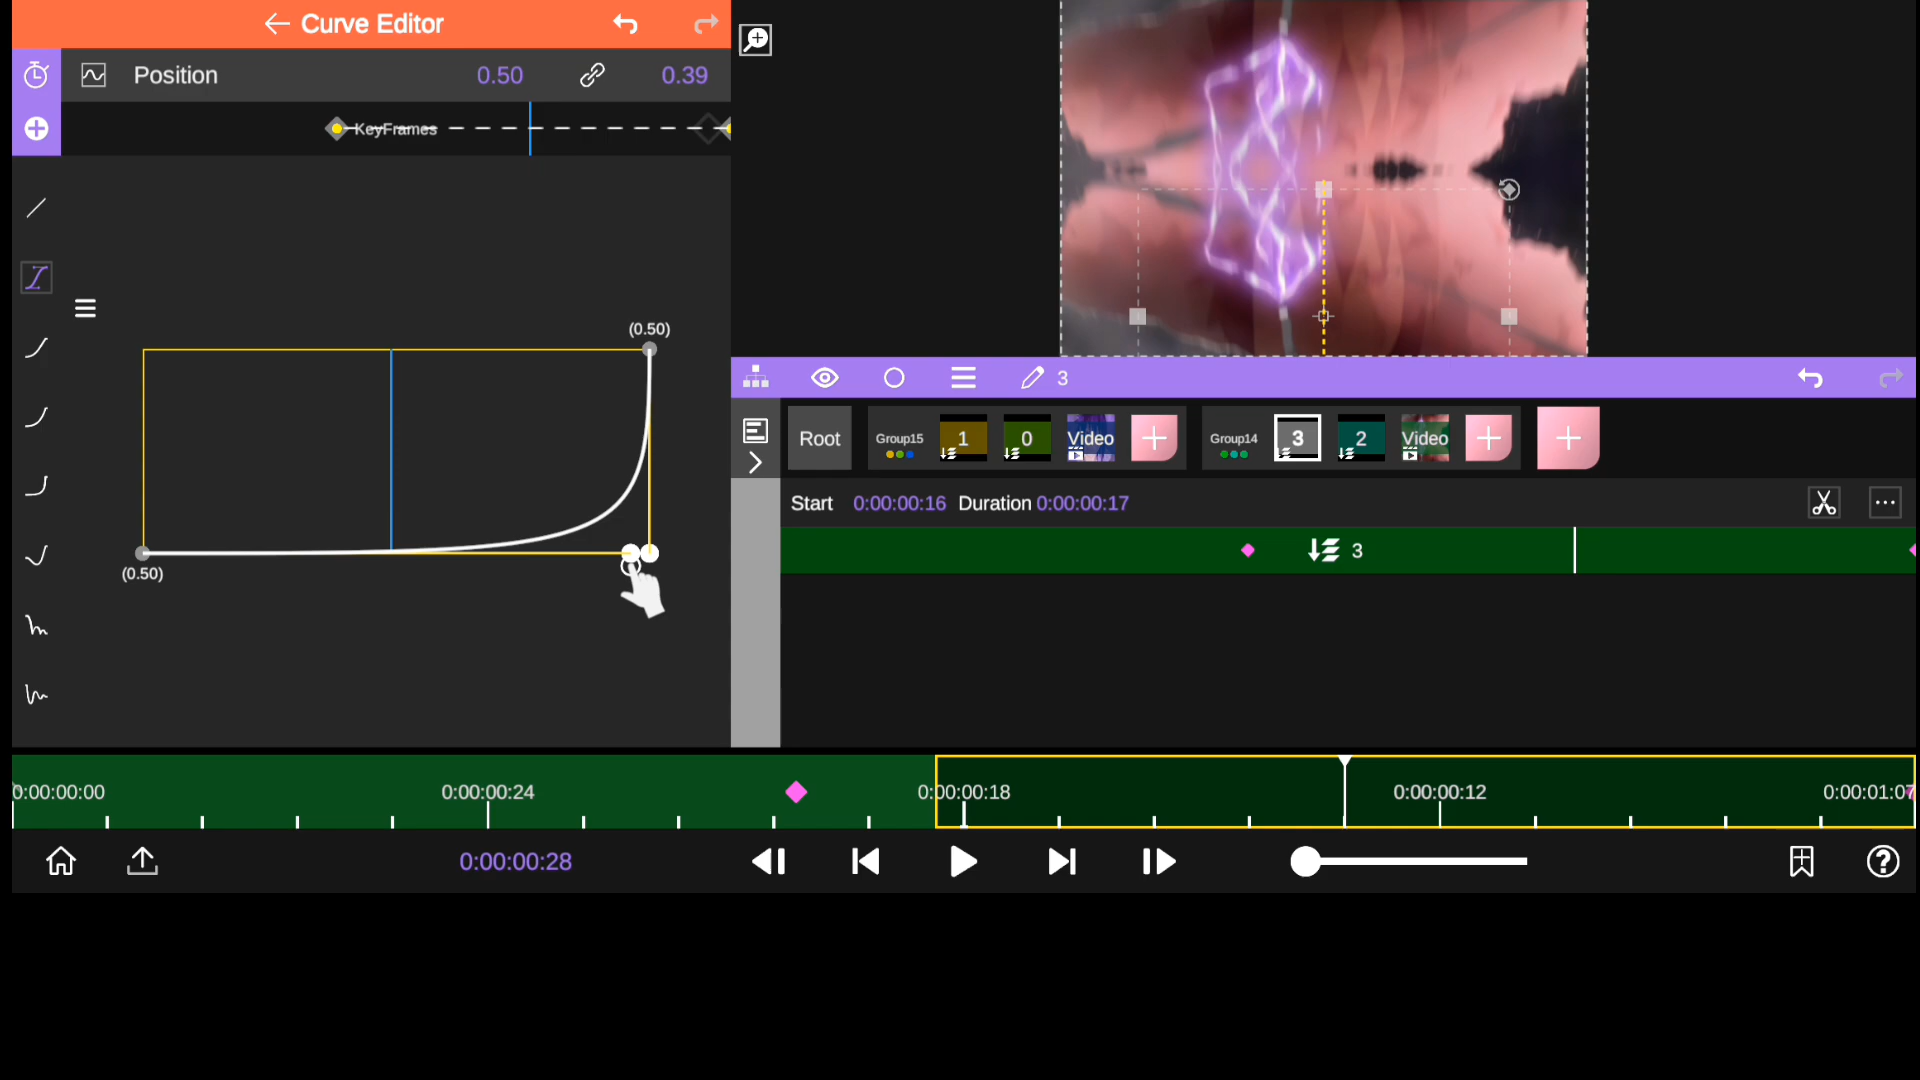 Curve Editor
Position 0.50 0.39
KeyFrames
(0.50)
(0.50)
3
Root Group15 1 0 Video Group14 3 2 Video
Start 0:00:00:16 Duration 0:00:00:17
3
0:00:00:00 0:00:00:24 0:00:00:18 0:00:00:12 0:00:01:07
0:00:00:28